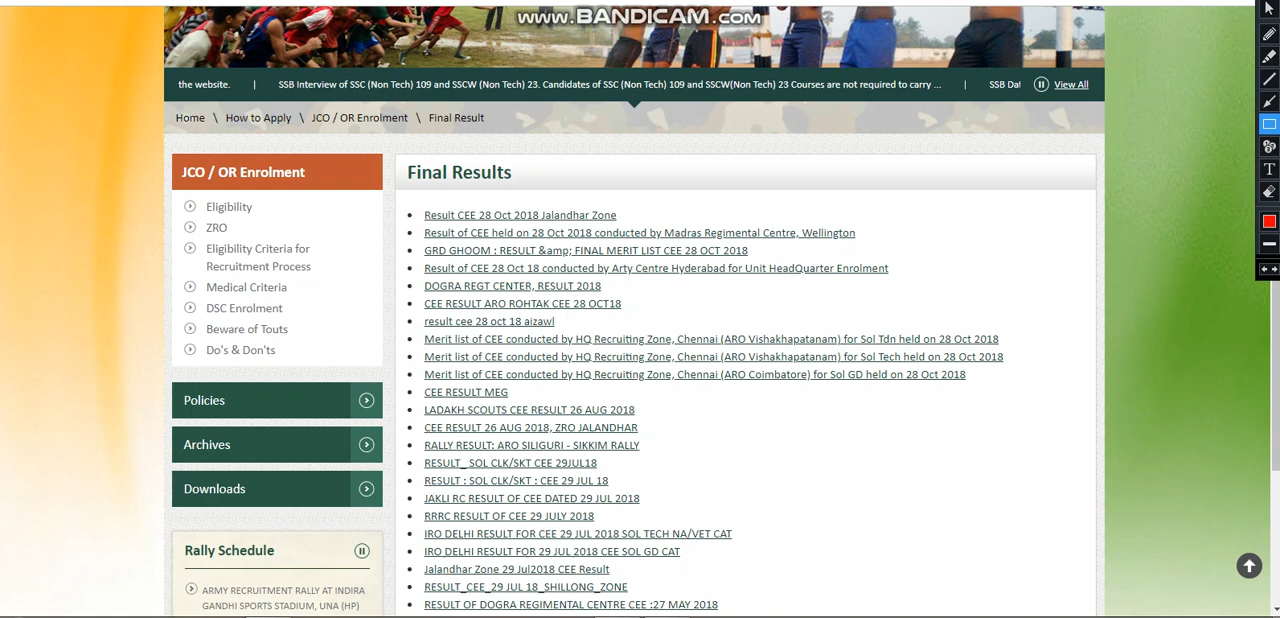 www.BANDICAM.com
the website. | SSB Interview of SSC (Non Tech) 109 and SSCW (Non Tech) 23. Candidates of SSC (Non Tech) 109 and SSCW(Non Tech) 23 Courses are not required to carry ... | SSB Dat View All
Home \ How to Apply \ JCO / OR Enrolment \ Final Result
JCO / OR Enrolment
Eligibility
ZRO
Eligibility Criteria for
Recruitment Process
Medical Criteria
DSC Enrolment
Beware of Touts
Do's & Don'ts
Policies
Archives
Downloads
Rally Schedule
ARMY RECRUITMENT RALLY AT INDIRA
GANDHI SPORTS STADIUM, UNA (HP)
Final Results
Result CEE 28 Oct 2018 Jalandhar Zone
Result of CEE held on 28 Oct 2018 conducted by Madras Regimental Centre, Wellington
GRD GHOOM : RESULT &amp; FINAL MERIT LIST CEE 28 OCT 2018
Result of CEE 28 Oct 18 conducted by Arty Centre Hyderabad for Unit HeadQuarter Enrolment
DOGRA REGT CENTER, RESULT 2018
CEE RESULT ARO ROHTAK CEE 28 OCT18
result cee 28 oct 18 aizawl
Merit list of CEE conducted by HQ Recruiting Zone, Chennai (ARO Vishakhapatanam) for Sol Tdn held on 28 Oct 2018
Merit list of CEE conducted by HQ Recruiting Zone, Chennai (ARO Vishakhapatanam) for Sol Tech held on 28 Oct 2018
Merit list of CEE conducted by HQ Recruiting Zone, Chennai (ARO Coimbatore) for Sol GD held on 28 Oct 2018
CEE RESULT MEG
LADAKH SCOUTS CEE RESULT 26 AUG 2018
CEE RESULT 26 AUG 2018, ZRO JALANDHAR
RALLY RESULT: ARO SILIGURI - SIKKIM RALLY
RESULT_ SOL CLK/SKT CEE 29JUL18
RESULT : SOL CLK/SKT : CEE 29 JUL 18
JAKLI RC RESULT OF CEE DATED 29 JUL 2018
RRRC RESULT OF CEE 29 JULY 2018
IRO DELHI RESULT FOR CEE 29 JUL 2018 SOL TECH NA/VET CAT
IRO DELHI RESULT FOR 29 JUL 2018 CEE SOL GD CAT
Jalandhar Zone 29 Jul2018 CEE Result
RESULT_CEE_29 JUL 18_SHILLONG_ZONE
RESULT OF DOGRA REGIMENTAL CENTRE CEE :27 MAY 2018
T